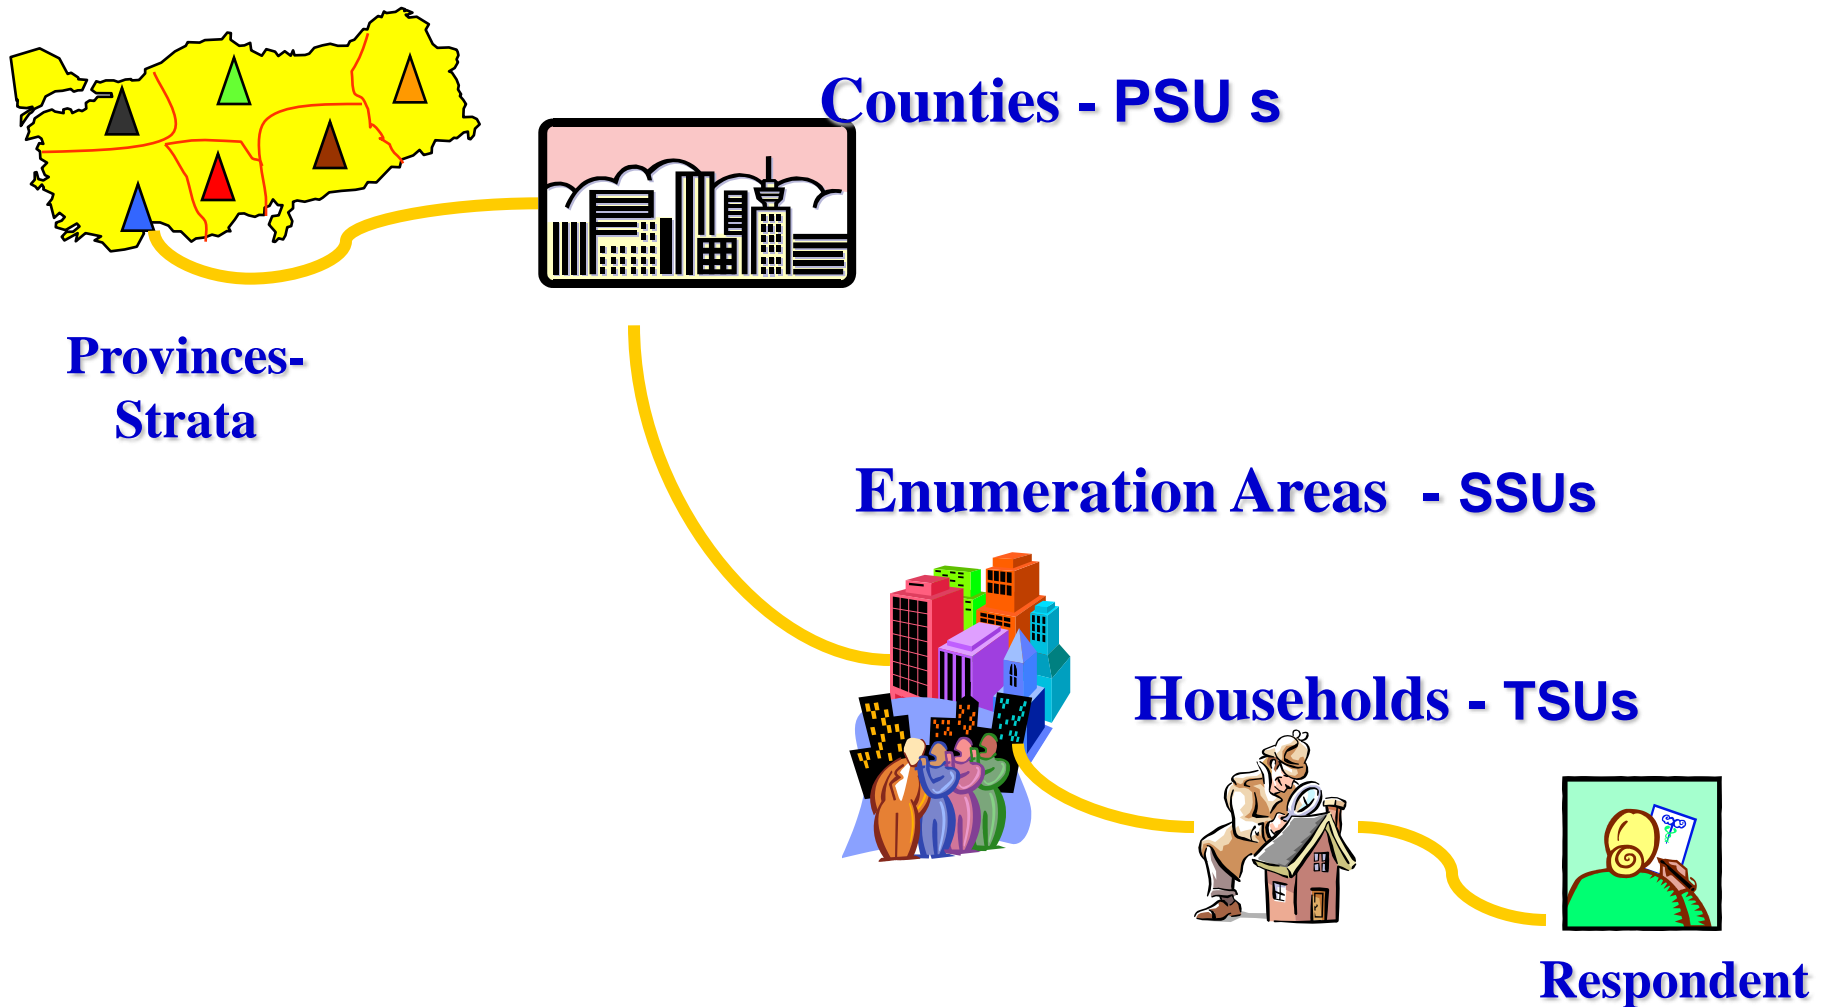 Counties - PSU s
Provinces-
Strata
Enumeration Areas - SSUs
Households - TSUs
Respondent